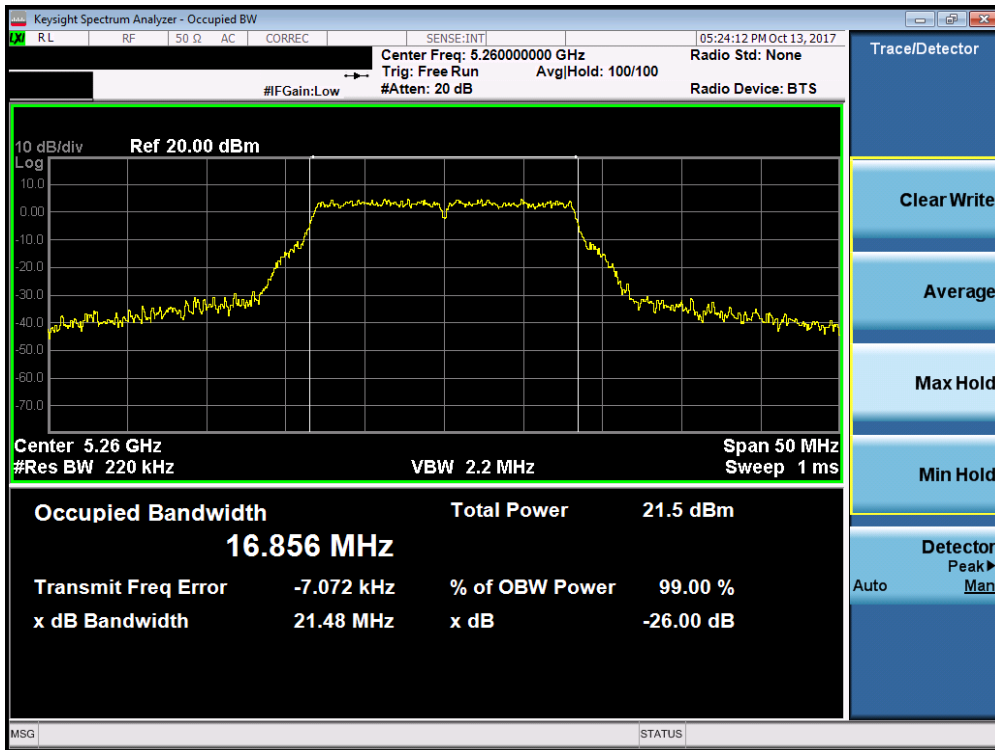 Keysight Spectrum Analyzer - Occupied BW
LXI RL RF 50 Ω AC CORREC SENSE:INT 05:24:12 PM Oct 13, 2017
Center Freq: 5.260000000 GHz Radio Std: None
Trig: Free Run Avg|Hold: 100/100
#IFGain:Low #Atten: 20 dB Radio Device: BTS
10 dB/div Ref 20.00 dBm
Log
10.0
0.00
-10.0
-20.0
-30.0
-40.0
-50.0
-60.0
-70.0
Center 5.26 GHz Span 50 MHz
#Res BW 220 kHz VBW 2.2 MHz Sweep 1 ms
Occupied Bandwidth Total Power 21.5 dBm
16.856 MHz
Transmit Freq Error -7.072 kHz % of OBW Power 99.00 %
x dB Bandwidth 21.48 MHz x dB -26.00 dB
MSG STATUS
Trace/Detector
Clear Write
Average
Max Hold
Min Hold
Detector
Peak▶
Auto Man